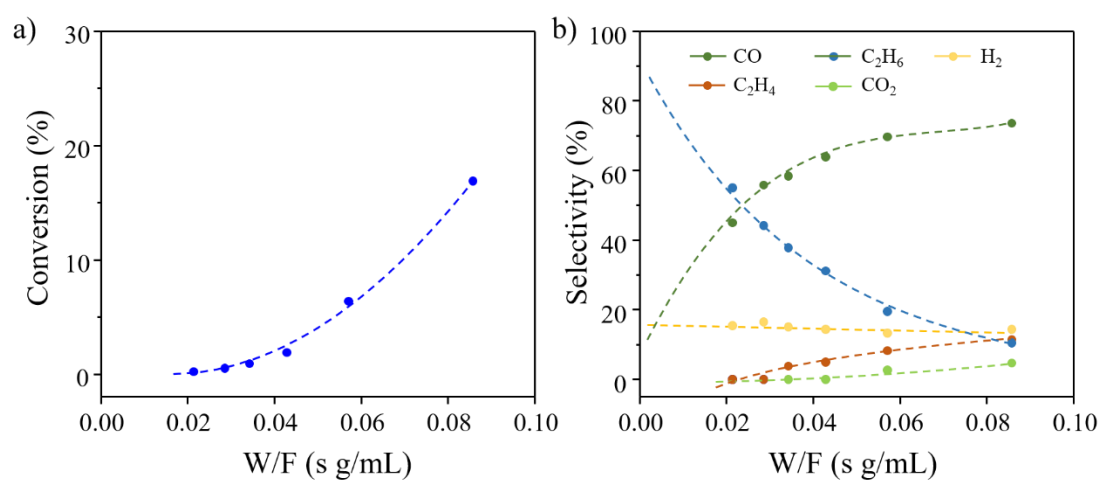 a)
Conversion (%)
30
20
10
0
0.00 0.02 0.04 0.06 0.08 0.10
W/F (s g/mL)
b)
Selectivity (%)
100
80
60
40
20
0
CO C₂H₆ H₂
C₂H₄ CO₂
0.00 0.02 0.04 0.06 0.08 0.10
W/F (s g/mL)